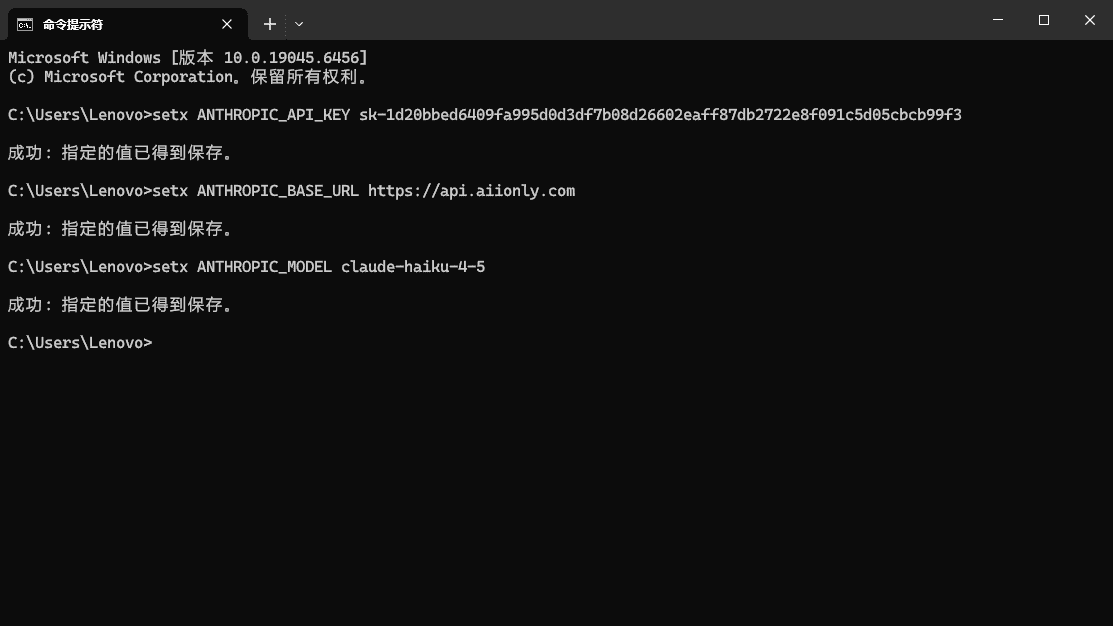 命令提示符
Microsoft Windows [版本 10.0.19045.6456]
(c) Microsoft Corporation。保留所有权利。
C:\Users\Lenovo>setx ANTHROPIC_API_KEY sk-1d20bbed6409fa995d0d3df7b08d26602eaff87db2722e8f091c5d05cbcb99f3
成功: 指定的值已得到保存。
C:\Users\Lenovo>setx ANTHROPIC_BASE_URL https://api.aiionly.com
成功: 指定的值已得到保存。
C:\Users\Lenovo>setx ANTHROPIC_MODEL claude-haiku-4-5
成功: 指定的值已得到保存。
C:\Users\Lenovo>